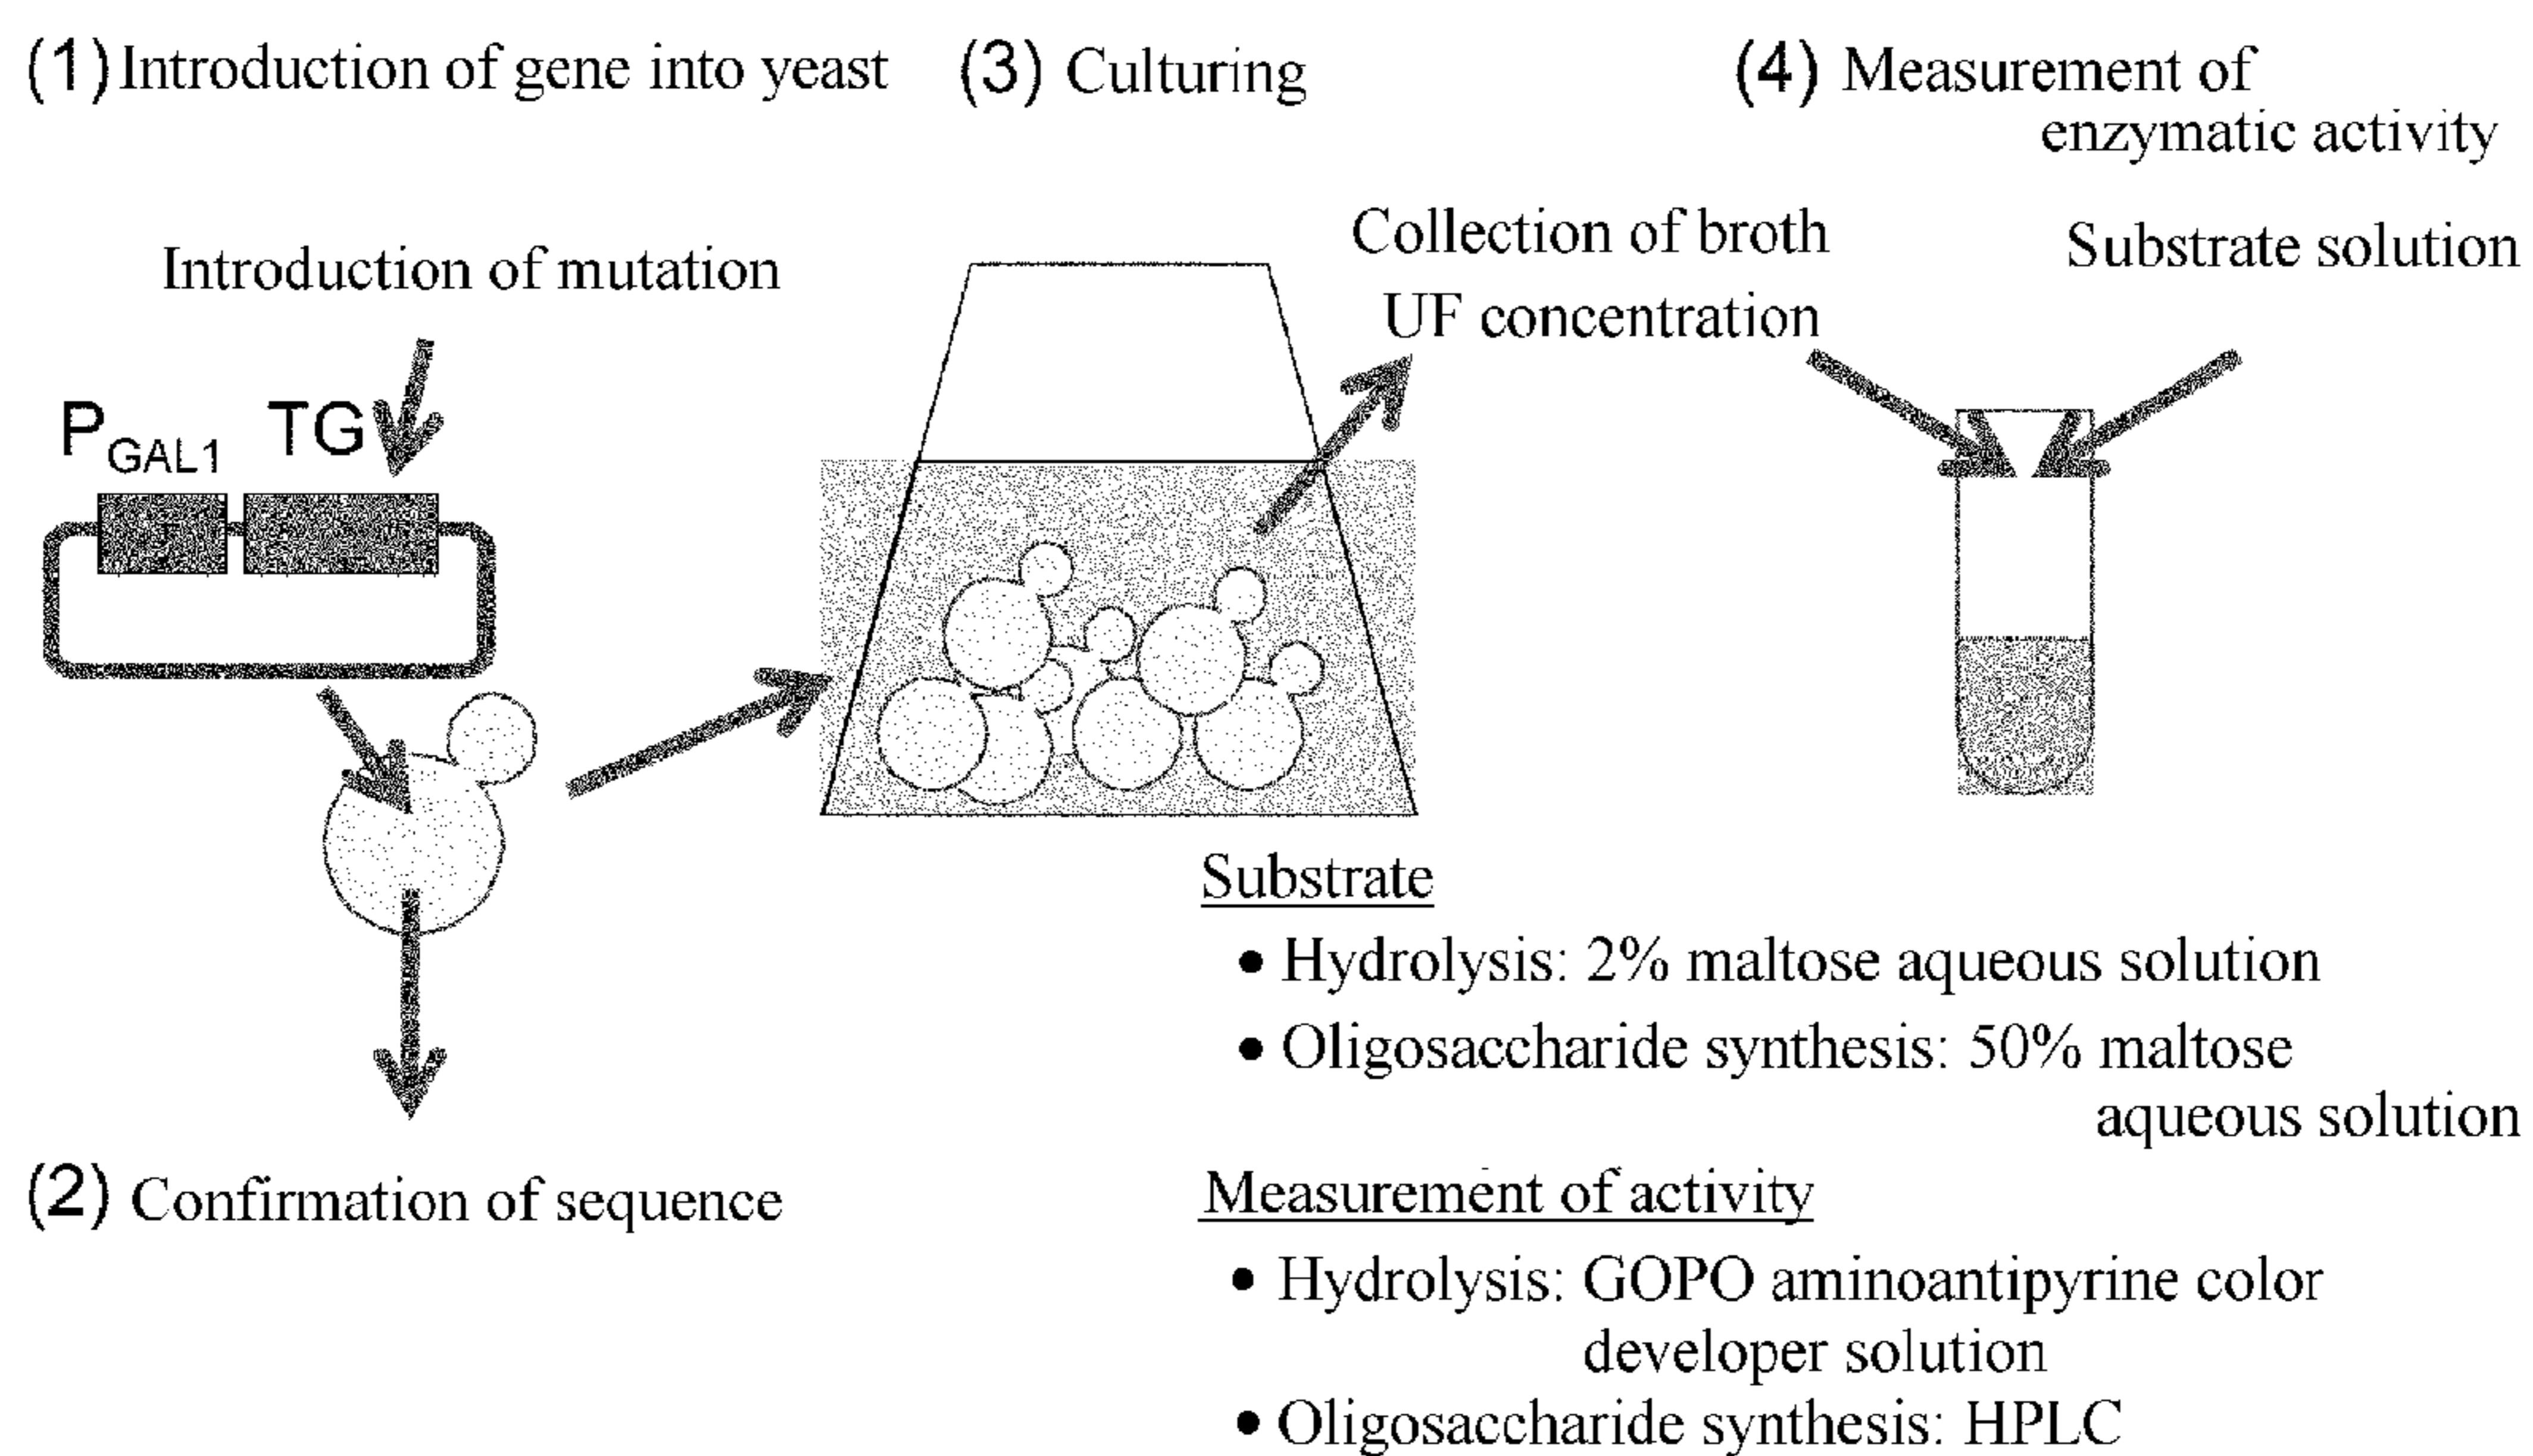 (1) Introduction of gene into yeast
Introduction of mutation
PGAL1 TG
(2) Confirmation of sequence
(3) Culturing
Collection of broth
UF concentration
(4) Measurement of
enzymatic activity
Substrate solution
Substrate
• Hydrolysis: 2% maltose aqueous solution
• Oligosaccharide synthesis: 50% maltose
aqueous solution
Measurement of activity
• Hydrolysis: GOPO aminoantipyrine color
developer solution
• Oligosaccharide synthesis: HPLC